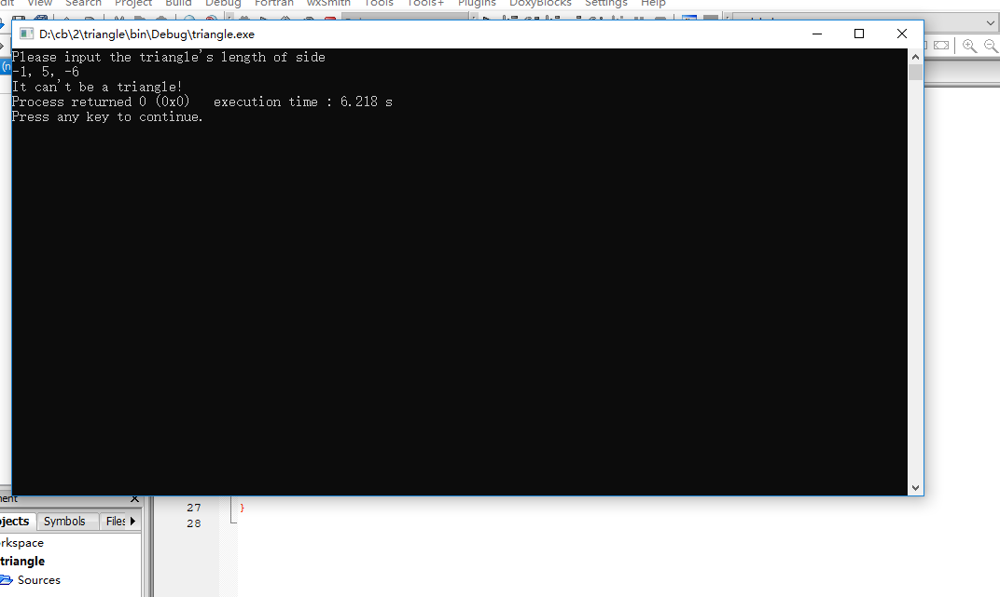 dit View Search Project Build Debug Fortran wxSmith Tools Tools+ Plugins DoxyBlocks Settings Help
D:\cb\2\triangle\bin\Debug\triangle.exe
Please input the triangle's length of side
-1, 5, -6
It can't be a triangle!
Process returned 0 (0x0)   execution time : 6.218 s
Press any key to continue.
ment
27 }
28
ojects Symbols Files
rkspace
triangle
Sources